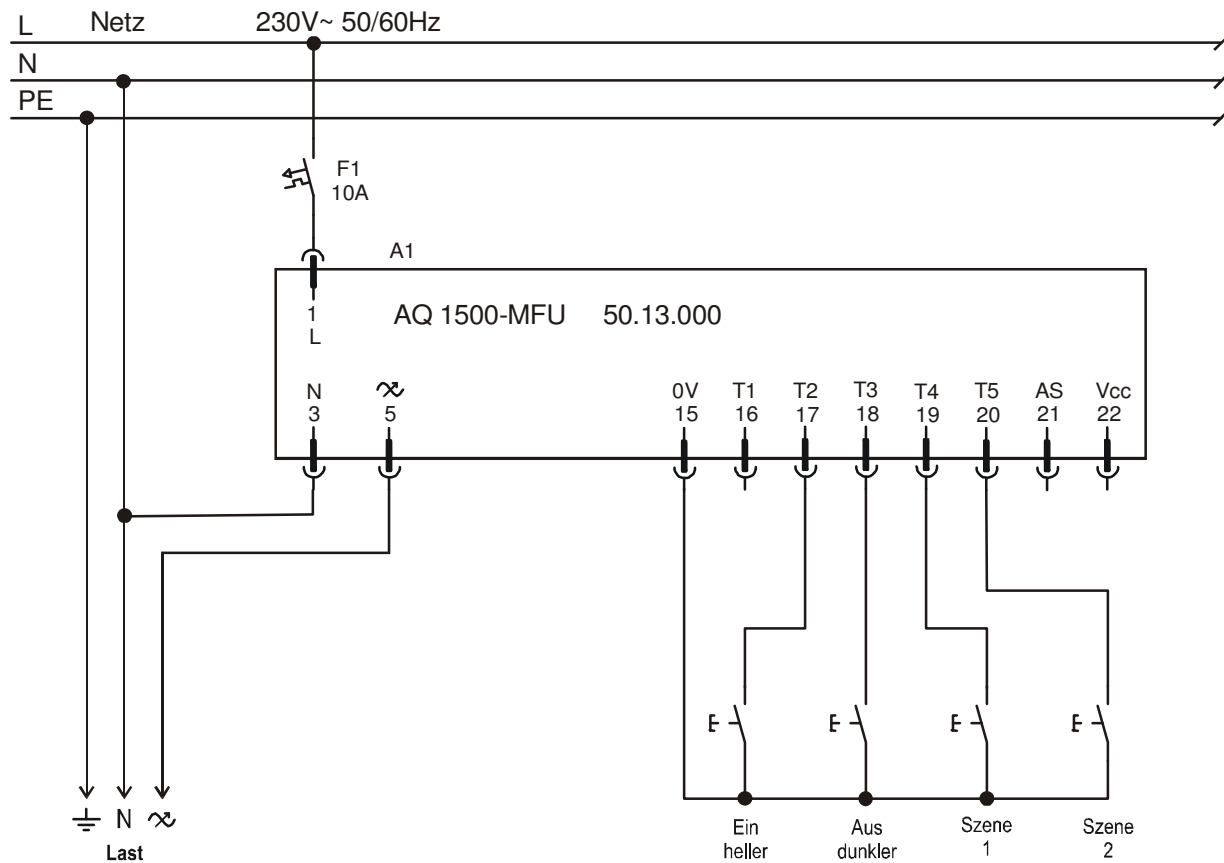 L Netz 230V~ 50/60Hz
N
PE
F1
10A
A1
1
L
AQ 1500-MFU 50.13.000
N
3
5
0V T1 T2 T3 T4 T5 AS Vcc
15 16 17 18 19 20 21 22
N
Last
Ein
heller
Aus
dunkler
Szene
1
Szene
2